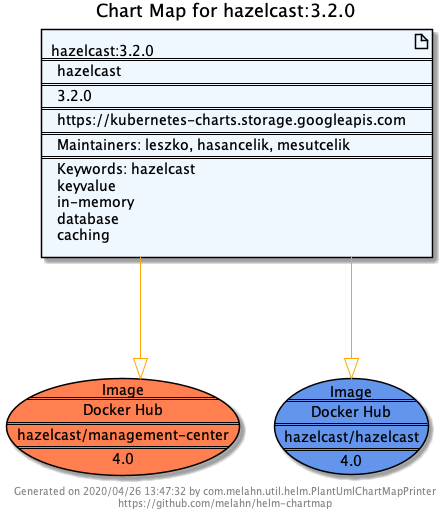 Chart Map for hazelcast:3.2.0
hazelcast:3.2.0
hazelcast
3.2.0
https://kubernetes-charts.storage.googleapis.com
Maintainers: leszko, hasancelik, mesutcelik
Keywords: hazelcast
keyvalue
in-memory
database
caching
Image
Docker Hub
hazelcast/management-center
4.0
Image
Docker Hub
hazelcast/hazelcast
4.0
Generated on 2020/04/26 13:47:32 by com.melahn.util.helm.PlantUmlChartMapPrinter
https://github.com/melahn/helm-chartmap